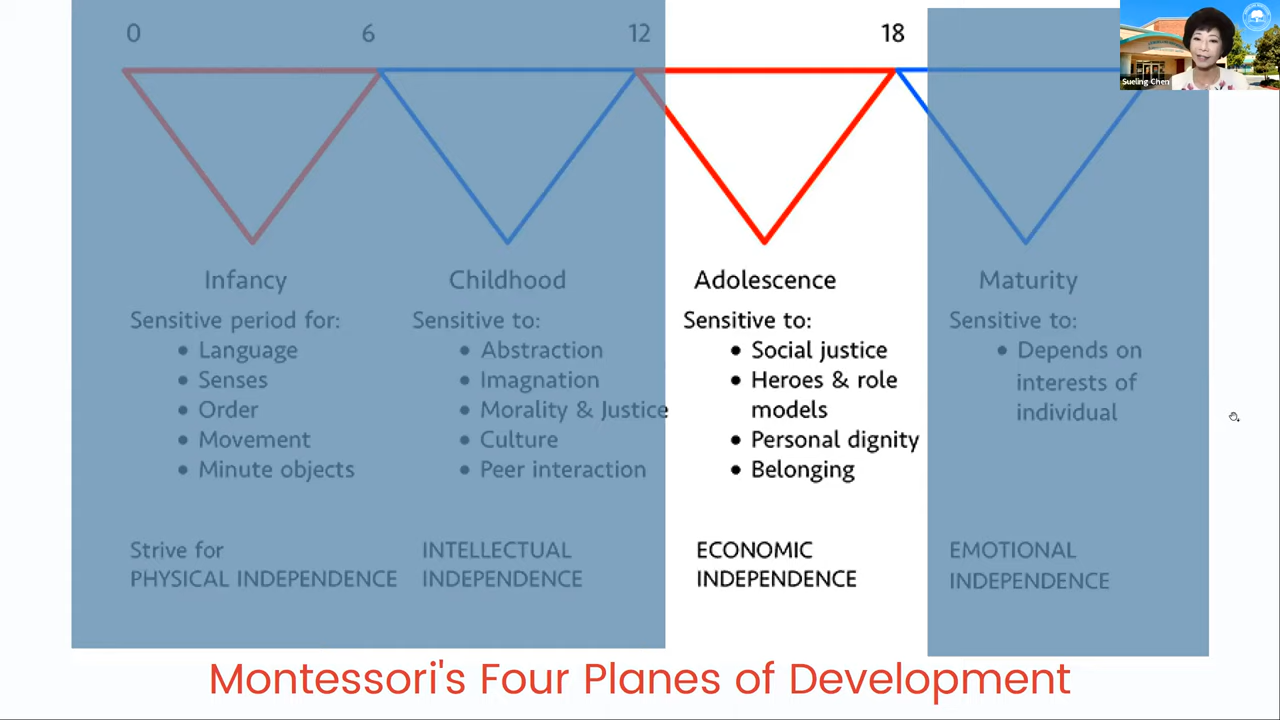 0 6 12 18
Sueling Chen
Infancy
Sensitive period for:
• Language
• Senses
• Order
• Movement
• Minute objects
Strive for
PHYSICAL INDEPENDENCE
Childhood
Sensitive to:
• Abstraction
• Imagnation
• Morality & Justice
• Culture
• Peer interaction
INTELLECTUAL
INDEPENDENCE
Adolescence
Sensitive to:
• Social justice
• Heroes & role
models
• Personal dignity
• Belonging
ECONOMIC
INDEPENDENCE
Maturity
Sensitive to:
• Depends on
interests of
individual
EMOTIONAL
INDEPENDENCE
Montessori's Four Planes of Development